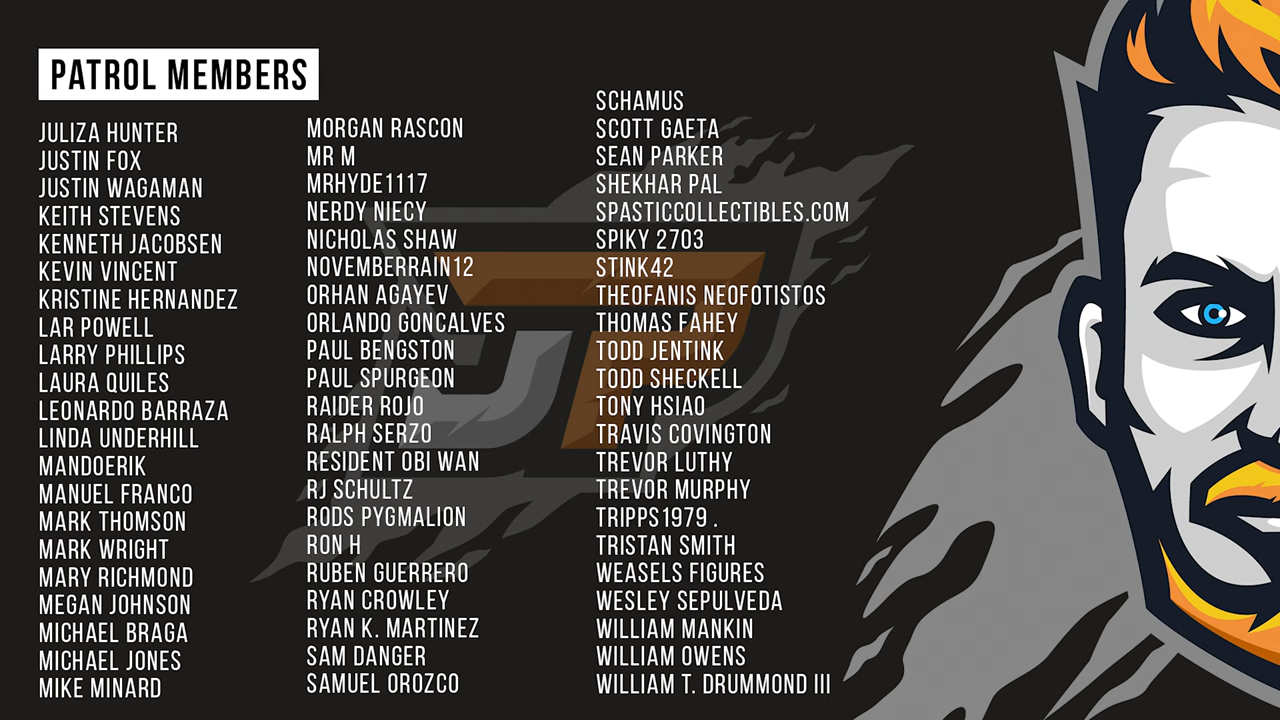 PATROL MEMBERS
JULIZA HUNTER
JUSTIN FOX
JUSTIN WAGAMAN
KEITH STEVENS
KENNETH JACOBSEN
KEVIN VINCENT
KRISTINE HERNANDEZ
LAR POWELL
LARRY PHILLIPS
LAURA QUILES
LEONARDO BARRAZA
LINDA UNDERHILL
MANDOERIK
MANUEL FRANCO
MARK THOMSON
MARK WRIGHT
MARY RICHMOND
MEGAN JOHNSON
MICHAEL BRAGA
MICHAEL JONES
MIKE MINARD
MORGAN RASCON
MR M
MRHYDE1117
NERDY NIECY
NICHOLAS SHAW
NOVEMBERRAIN12
ORHAN AGAYEV
ORLANDO GONCALVES
PAUL BENGSTON
PAUL SPURGEON
RAIDER ROJO
RALPH SERZO
RESIDENT OBI WAN
RJ SCHULTZ
RODS PYGMALION
RON H
RUBEN GUERRERO
RYAN CROWLEY
RYAN K. MARTINEZ
SAM DANGER
SAMUEL OROZCO
SCHAMUS
SCOTT GAETA
SEAN PARKER
SHEKHAR PAL
SPASTICCOLLECTIBLES.COM
SPIKY 2703
STINK42
THEOFANIS NEOFOTISTOS
THOMAS FAHEY
TODD JENTINK
TODD SHECKELL
TONY HSIAO
TRAVIS COVINGTON
TREVOR LUTHY
TREVOR MURPHY
TRIPPS1979 .
TRISTAN SMITH
WEASELS FIGURES
WESLEY SEPULVEDA
WILLIAM MANKIN
WILLIAM OWENS
WILLIAM T. DRUMMOND III
JP